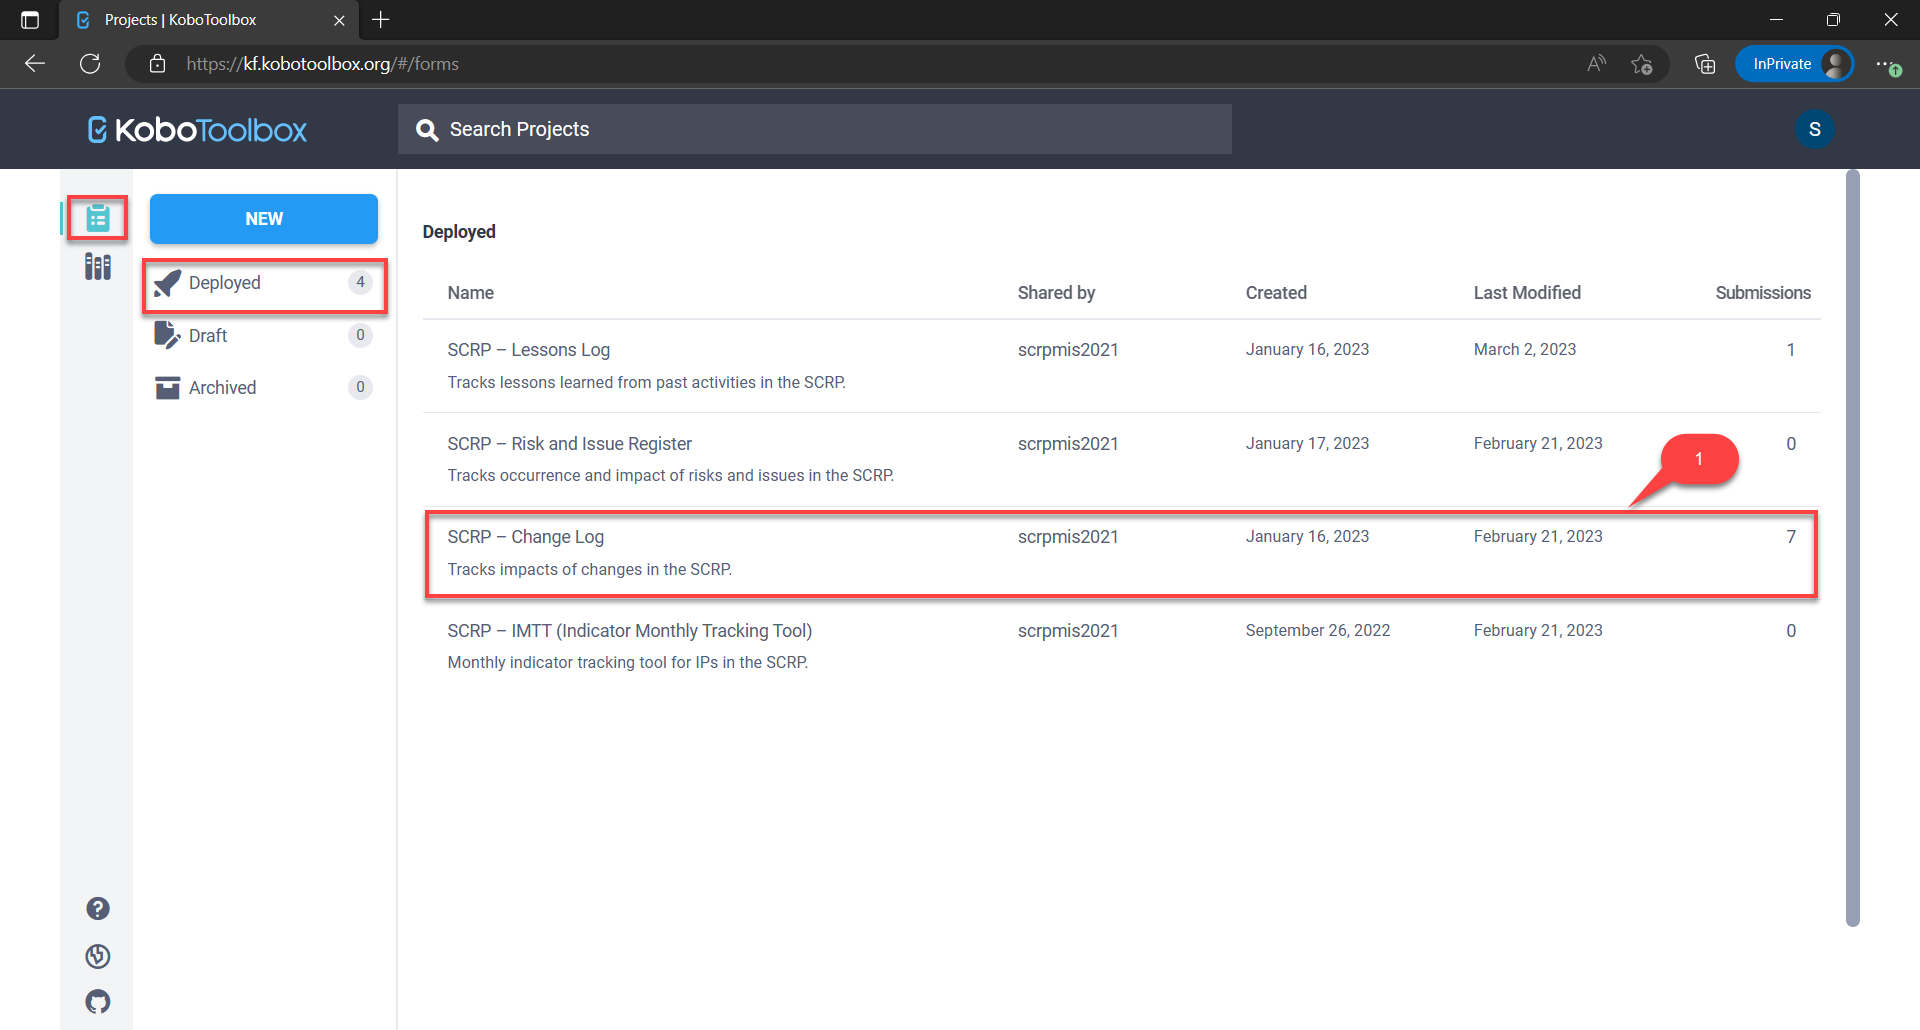 Projects | KoboToolbox
https://kf.kobotoolbox.org/#/forms
InPrivate
KoboToolbox
Search Projects
S
NEW
Deployed 4
Draft 0
Archived 0
Deployed
Name Shared by Created Last Modified Submissions
SCRP – Lessons Log scrpmis2021 January 16, 2023 March 2, 2023 1
Tracks lessons learned from past activities in the SCRP.
SCRP – Risk and Issue Register scrpmis2021 January 17, 2023 February 21, 2023 0
Tracks occurrence and impact of risks and issues in the SCRP.
1
SCRP – Change Log scrpmis2021 January 16, 2023 February 21, 2023 7
Tracks impacts of changes in the SCRP.
SCRP – IMTT (Indicator Monthly Tracking Tool) scrpmis2021 September 26, 2022 February 21, 2023 0
Monthly indicator tracking tool for IPs in the SCRP.